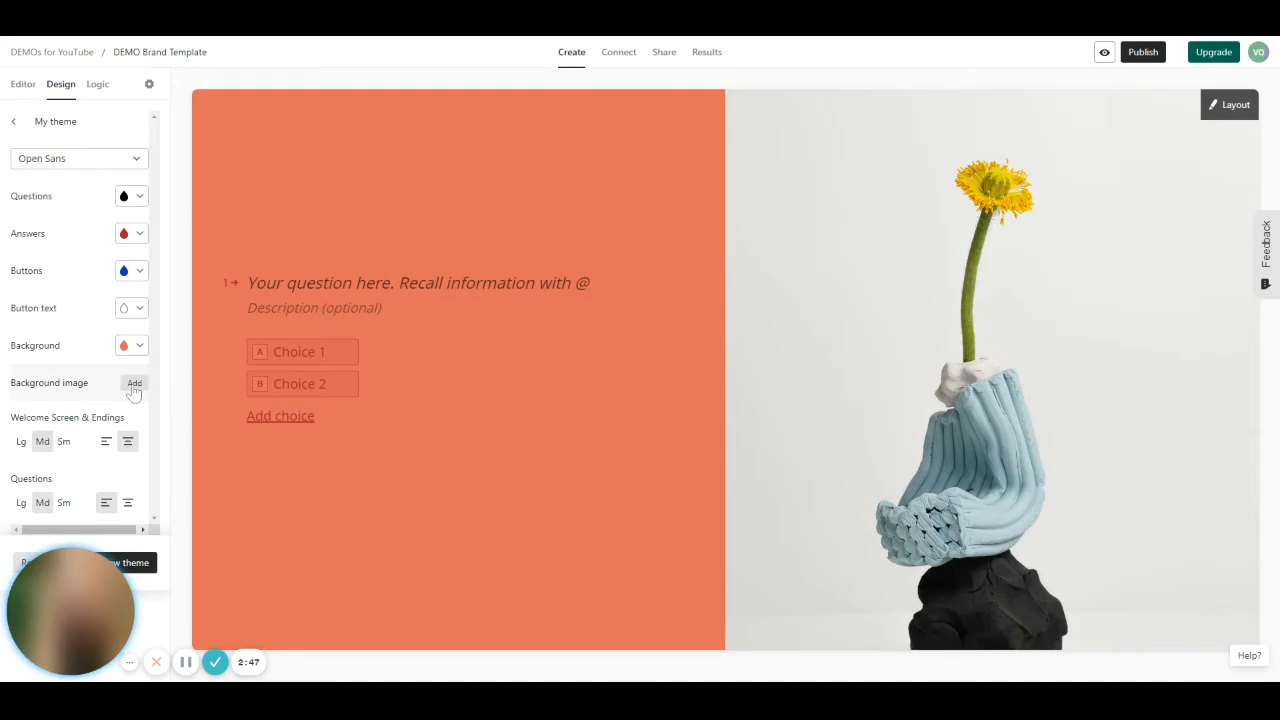 DEMOs for YouTube / DEMO Brand Template
Create Connect Share Results
Publish
Upgrade
VO
Editor Design Logic
My theme
Layout
Open Sans
Questions
Answers
Buttons
Button text
Background
Background image Add
Welcome Screen & Endings
Lg Md Sm
Questions
Lg Md Sm
theme
1
Your question here. Recall information with @
Description (optional)
A Choice 1
B Choice 2
Add choice
Feedback
2:47
Help?